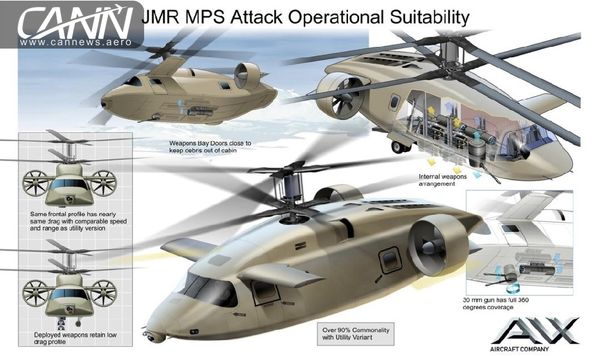 CANN
www.cannews.aero
JMR MPS Attack Operational Suitability
Weapons Bay Doors close to
keep debris out of cabin
Internal weapons
arrangement
Same frontal profile has nearly
same drag with comparable speed
and range as utility version
30 mm gun has full 360
degrees coverage
Deployed weapons retain low
drag profile
Over 90% Commonality
with Utility Variart
AVX
AIRCRAFT COMPANY